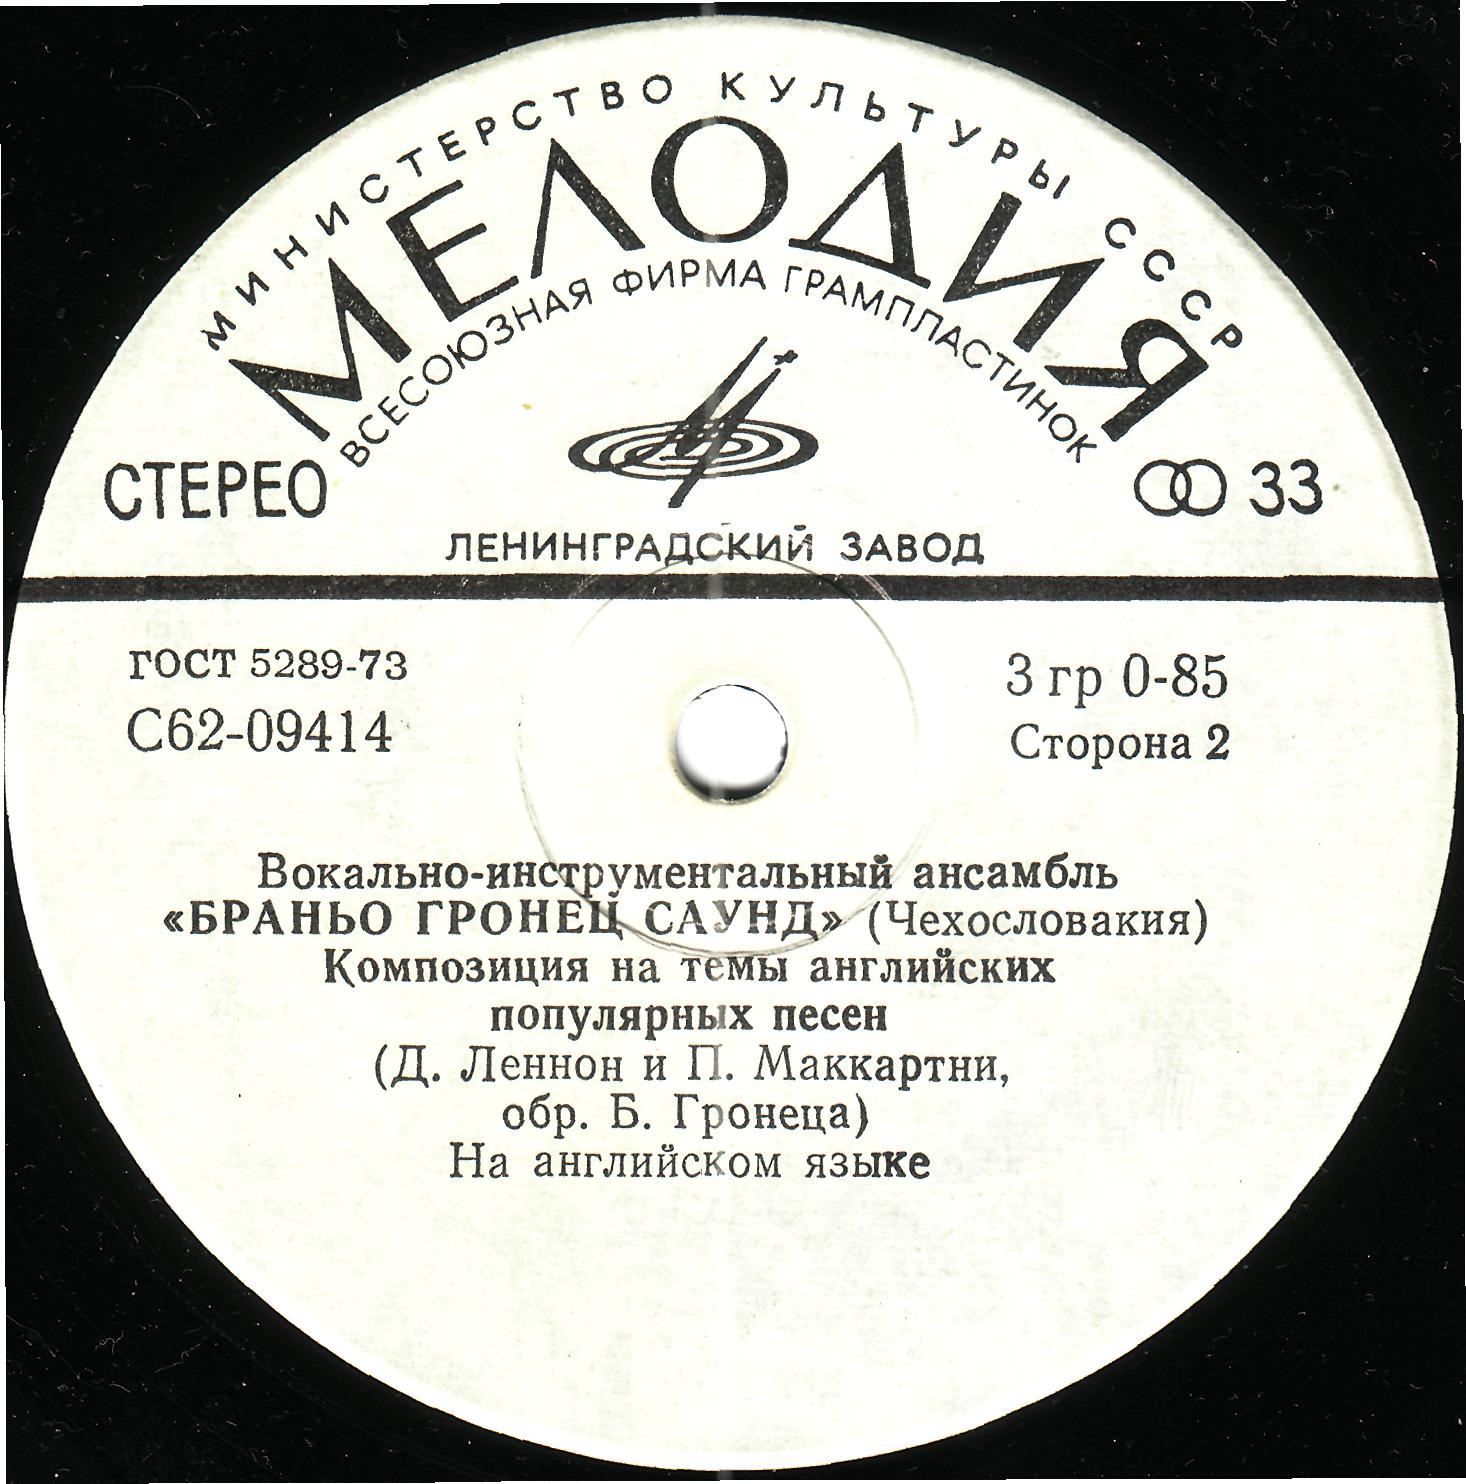 МИНИСТЕРСТВО КУЛЬТУРЫ СССР
МЕЛОДИЯ
ВСЕСОЮЗНАЯ ФИРМА ГРАМПЛАСТИНОК
СТЕРЕО
33
ЛЕНИНГРАДСКИЙ ЗАВОД
ГОСТ 5289-73
3 гр 0-85
С62-09414
Сторона 2
Вокально-инструментальный ансамбль
«БРАНЬО ГРОНЕЦ САУНД» (Чехословакия)
Композиция на темы английских
популярных песен
(Д. Леннон и П. Маккартни,
обр. Б. Гронеца)
На английском языке